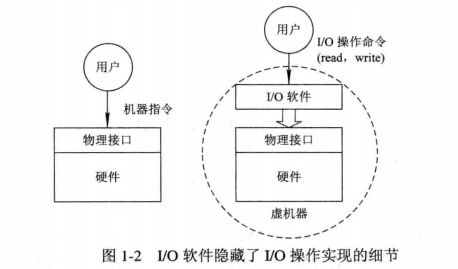 用户
机器指令
物理接口
硬件
用户
I/O 操作命令
(read，write)
I/O 软件
物理接口
硬件
虚机器
图 1-2 I/O 软件隐藏了 I/O 操作实现的细节